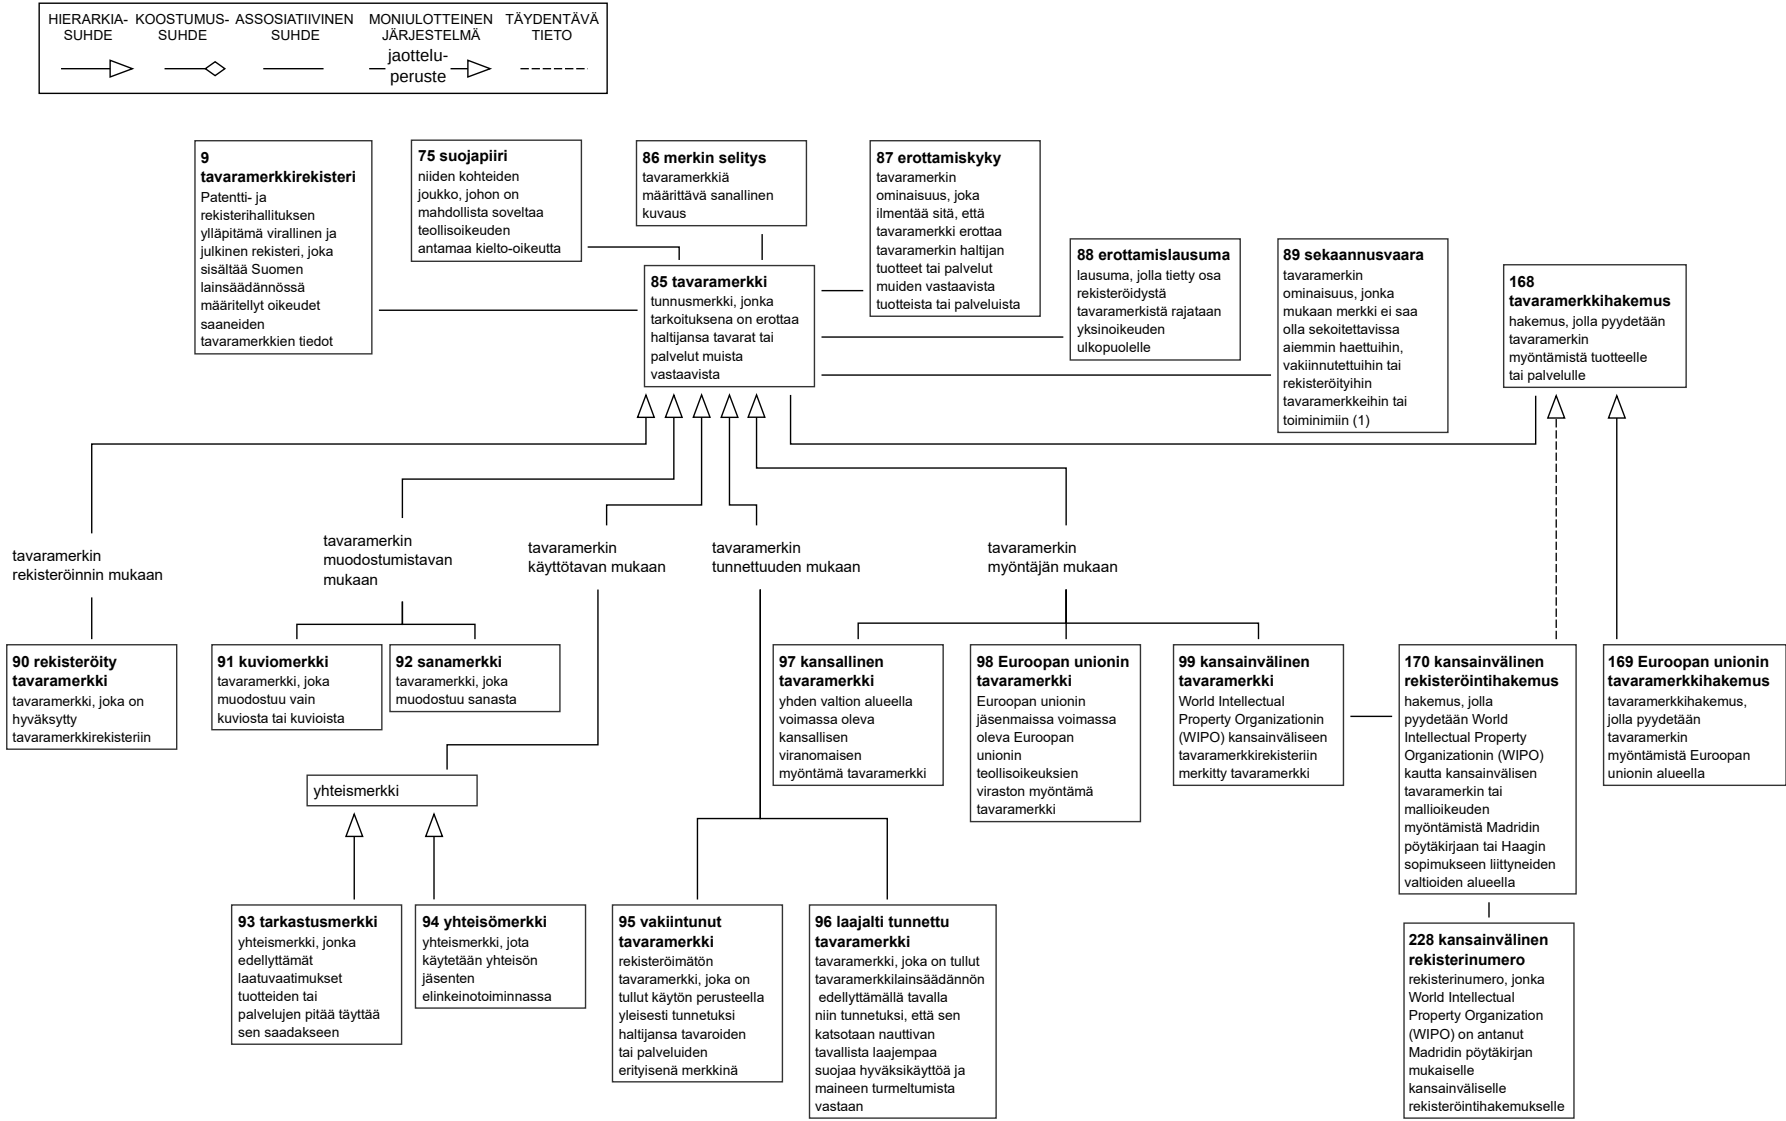 HIERARKIA-
SUHDE
KOOSTUMUS-
SUHDE
ASSOSIATIIVINEN
SUHDE
MONIULOTTEINEN
JÄRJESTELMÄ
jaottelu-
peruste
TÄYDENTÄVÄ
TIETO
9
tavaramerkkirekisteri
Patentti- ja
rekisterihallituksen
ylläpitämä virallinen ja
julkinen rekisteri, joka
sisältää Suomen
lainsäädännössä
määritellyt oikeudet
saaneiden
tavaramerkkien tiedot
75 suojapiiri
niiden kohteiden
joukko, johon on
mahdollista soveltaa
teollisoikeuden
antamaa kielto-oikeutta
86 merkin selitys
tavaramerkkiä
määrittävä sanallinen
kuvaus
87 erottamiskyky
tavaramerkin
ominaisuus, joka
ilmentää sitä, että
tavaramerkki erottaa
tavaramerkin haltijan
tuotteet tai palvelut
muiden vastaavista
tuotteista tai palveluista
88 erottamislausuma
lausuma, jolla tietty osa
rekisteröidystä
tavaramerkistä rajataan
yksinoikeuden
ulkopuolelle
89 sekaannusvaara
tavaramerkin
ominaisuus, jonka
mukaan merkki ei saa
olla sekoitettavissa
aiemmin haettuihin,
vakiinnutettuihin tai
rekisteröityihin
tavaramerkkeihin tai
toiminimiin (1)
168
tavaramerkkihakemus
hakemus, jolla pyydetään
tavaramerkin
myöntämistä tuotteelle
tai palvelulle
85 tavaramerkki
tunnusmerkki, jonka
tarkoituksena on erottaa
haltijansa tavarat tai
palvelut muista
vastaavista
tavaramerkin
rekisteröinnin mukaan
tavaramerkin
muodostumistavan
mukaan
tavaramerkin
käyttötavan mukaan
tavaramerkin
tunnettuuden mukaan
tavaramerkin
myöntäjän mukaan
90 rekisteröity
tavaramerkki
tavaramerkki, joka on
hyväksytty
tavaramerkkirekisteriin
91 kuviomerkki
tavaramerkki, joka
muodostuu vain
kuviosta tai kuvioista
92 sanamerkki
tavaramerkki, joka
muodostuu sanasta
97 kansallinen
tavaramerkki
yhden valtion alueella
voimassa oleva
kansallisen
viranomaisen
myöntämä tavaramerkki
98 Euroopan unionin
tavaramerkki
Euroopan unionin
jäsenmaissa voimassa
oleva Euroopan
unionin
teollisoikeuksien
viraston myöntämä
tavaramerkki
99 kansainvälinen
tavaramerkki
World Intellectual
Property Organizationin
(WIPO) kansainväliseen
tavaramerkkirekisteriin
merkitty tavaramerkki
170 kansainvälinen
rekisteröintihakemus
hakemus, jolla
pyydetään World
Intellectual Property
Organizationin (WIPO)
kautta kansainvälisen
tavaramerkin tai
mallioikeuden
myöntämistä Madridin
pöytäkirjaan tai Haagin
sopimukseen liittyneiden
valtioiden alueella
169 Euroopan unionin
tavaramerkkihakemus
tavaramerkkihakemus,
jolla pyydetään
tavaramerkin
myöntämistä Euroopan
unionin alueella
yhteismerkki
93 tarkastusmerkki
yhteismerkki, jonka
edellyttämät
laatuvaatimukset
tuotteiden tai
palvelujen pitää täyttää
sen saadakseen
94 yhteisömerkki
yhteismerkki, jota
käytetään yhteisön
jäsenten
elinkeinotoiminnassa
95 vakiintunut
tavaramerkki
rekisteröimätön
tavaramerkki, joka on
tullut käytön perusteella
yleisesti tunnetuksi
haltijansa tavaroiden
tai palveluiden
erityisenä merkkinä
96 laajalti tunnettu
tavaramerkki
tavaramerkki, joka on tullut
tavaramerkkilainsäädännön
edellyttämällä tavalla
niin tunnetuksi, että sen
katsotaan nauttivan
tavallista laajempaa
suojaa hyväksikäyttöä ja
maineen turmeltumista
vastaan
228 kansainvälinen
rekisterinumero
rekisterinumero, jonka
World Intellectual
Property Organization
(WIPO) on antanut
Madridin pöytäkirjan
mukaiselle
kansainväliselle
rekisteröintihakemukselle